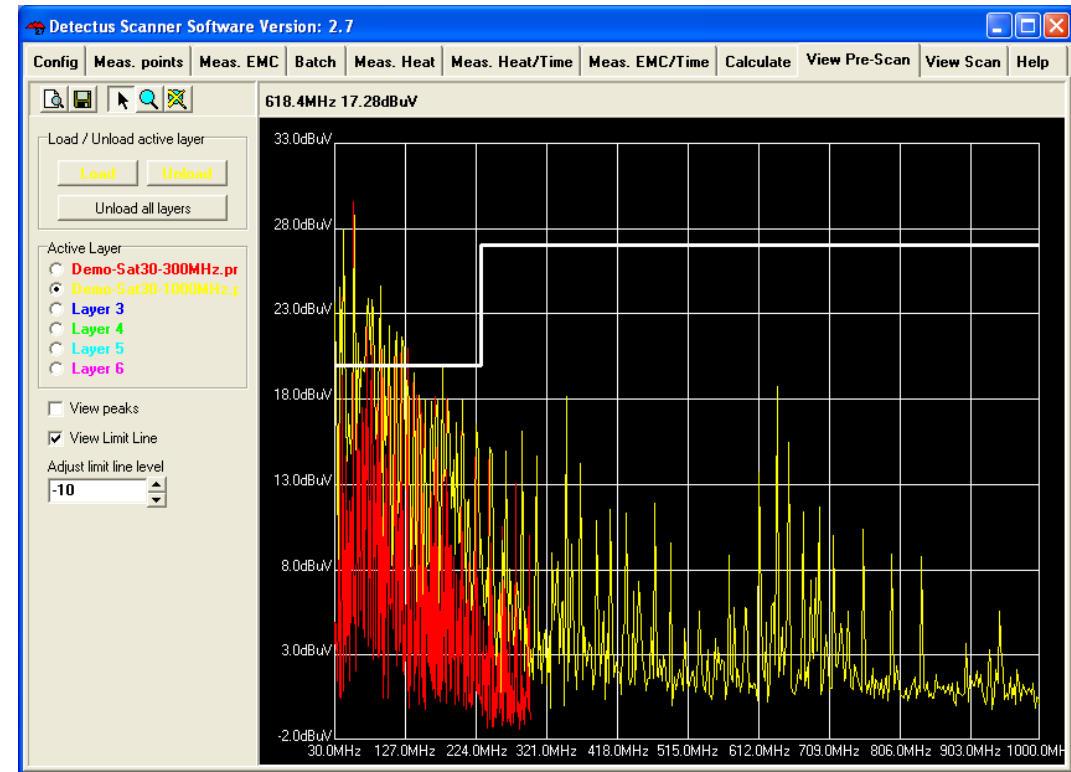 Detectus Scanner Software Version: 2.7
Config Meas. points Meas. EMC Batch Meas. Heat Meas. Heat/Time Meas. EMC/Time Calculate View Pre-Scan View Scan Help
618.4MHz 17.28dBuV
Load / Unload active layer
Load Unload
Unload all layers
Active Layer
Demo-Sat30-300MHz.pr
Demo-Sat30-1000MHz.p
Layer 3
Layer 4
Layer 5
Layer 6
View peaks
View Limit Line
Adjust limit line level
-10
33.0dBuV
28.0dBuV
23.0dBuV
18.0dBuV
13.0dBuV
8.0dBuV
3.0dBuV
-2.0dBuV
30.0MHz 127.0MHz 224.0MHz 321.0MHz 418.0MHz 515.0MHz 612.0MHz 709.0MHz 806.0MHz 903.0MHz 1000.0MH